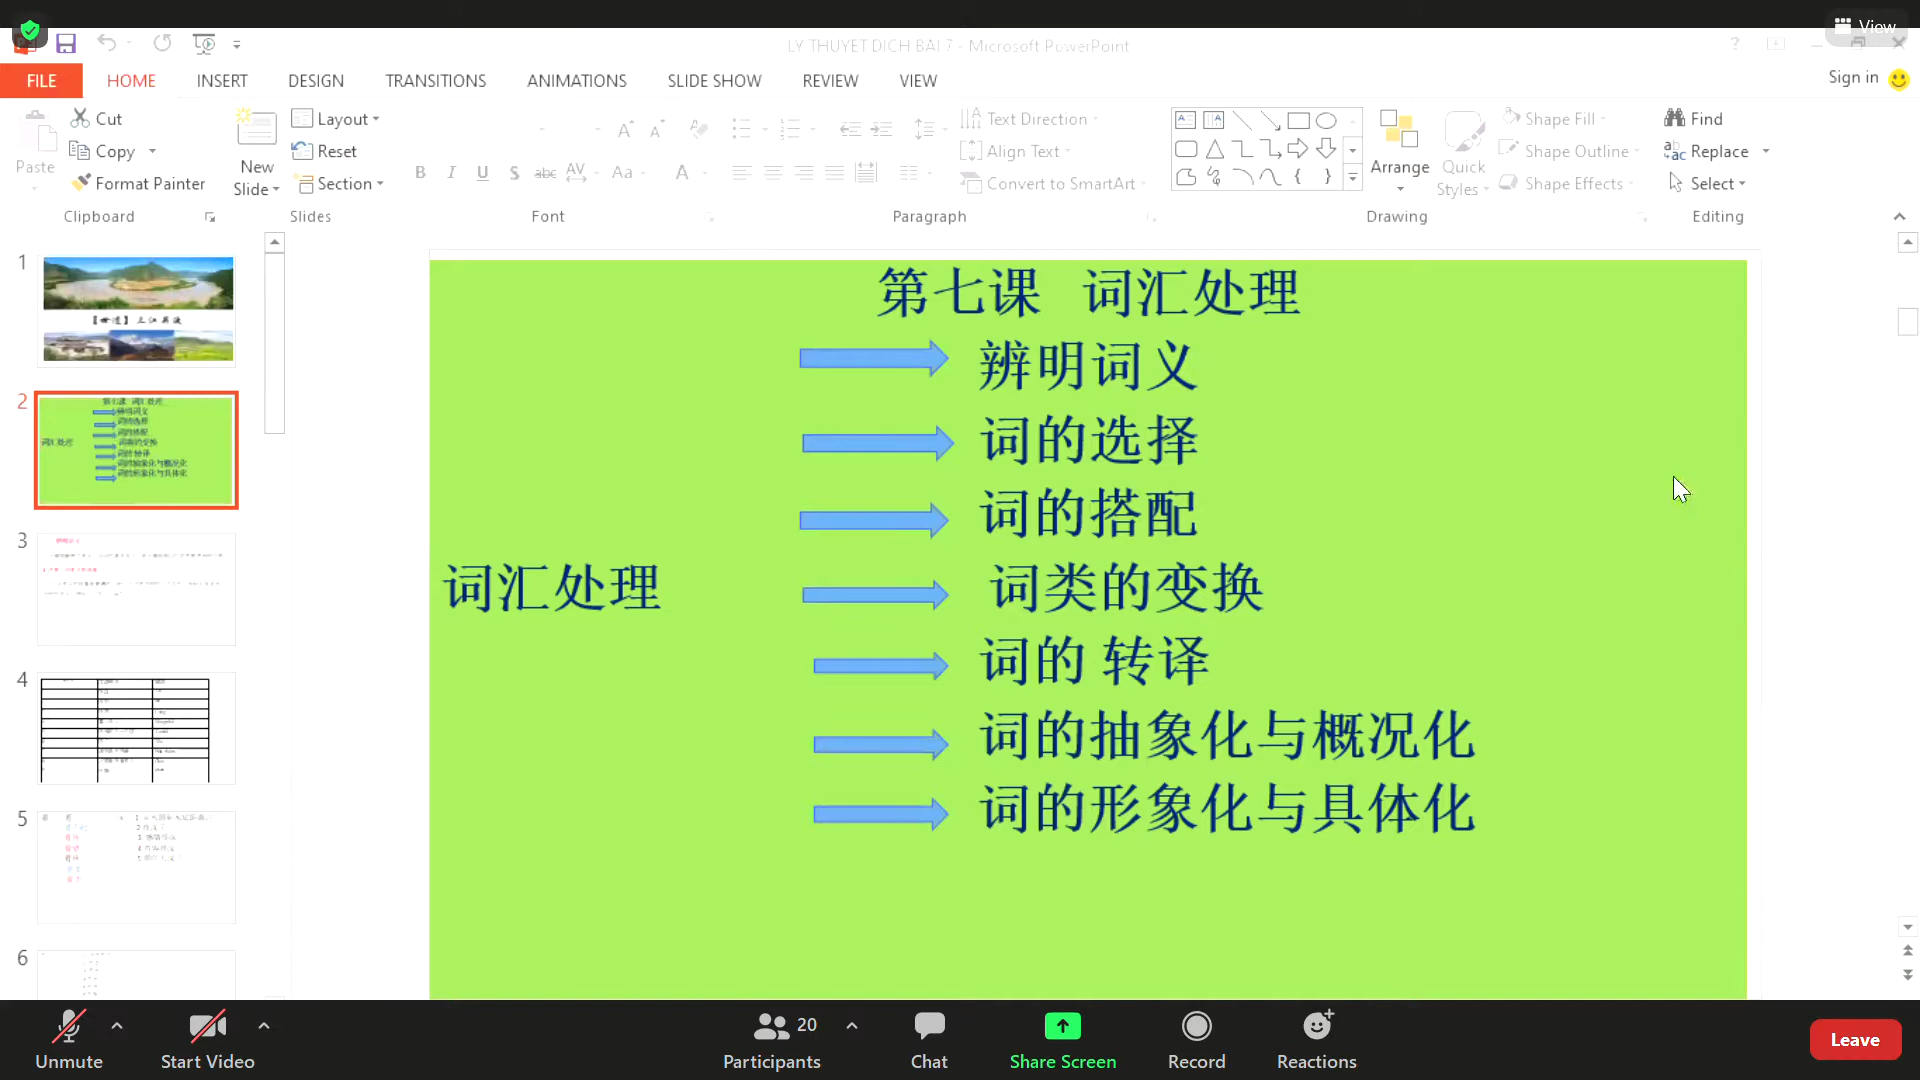 View
LY THUYET DICH BAI 7 - Microsoft PowerPoint
FILE HOME INSERT DESIGN TRANSITIONS ANIMATIONS SLIDE SHOW REVIEW VIEW Sign in
Paste
Cut
Copy
Format Painter
Clipboard
New Slide
Layout
Reset
Section
Slides
Font
Text Direction
Align Text
Convert to SmartArt
Paragraph
Arrange
Quick Styles
Shape Fill
Shape Outline
Shape Effects
Drawing
Find
Replace
Select
Editing
1
2
3
4
5
6
第七课 词汇处理
辨明词义
词的选择
词的搭配
词汇处理 词类的变换
词的 转译
词的抽象化与概况化
词的形象化与具体化
Unmute
Start Video
20
Participants
Chat
Share Screen
Record
Reactions
Leave